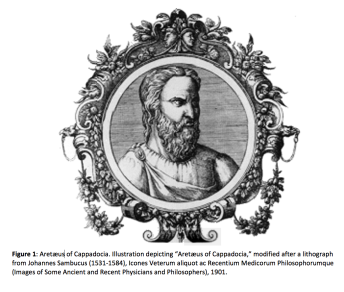 Figure 1: Aretæus of Cappadocia. Illustration depicting "Aretæus of Cappadocia," modified after a lithograph
from Johannes Sambucus (1531-1584), Icones Veterum aliquot ac Recentium Medicorum Philosophorumque
(Images of Some Ancient and Recent Physicians and Philosophers), 1901.